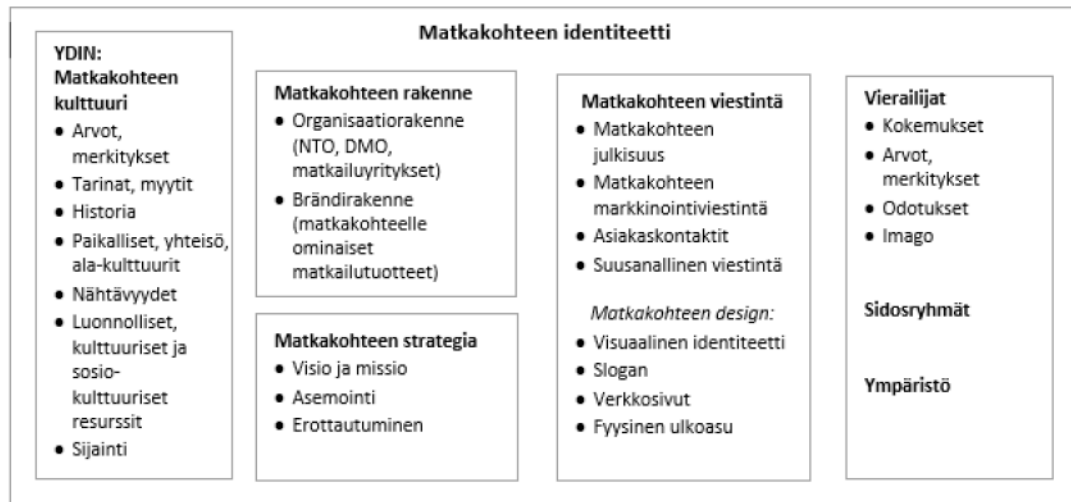 Matkakohteen identiteetti
YDIN:
Matkakohteen
kulttuuri
• Arvot,
merkitykset
• Tarinat, myytit
• Historia
• Paikalliset, yhteisö,
ala-kulttuurit
• Nähtävyydet
• Luonnolliset,
kulttuuriset ja
sosio-
kulttuuriset
resurssit
• Sijainti
Matkakohteen rakenne
• Organisaatiorakenne
(NTO, DMO,
matkailuyritykset)
• Brändirakenne
(matkakohteelle
ominaiset
matkailutuotteet)
Matkakohteen strategia
• Visio ja missio
• Asemointi
• Erottautuminen
Matkakohteen viestintä
• Matkakohteen
julkisuus
• Matkakohteen
markkinointiviestintä
• Asiakaskontaktit
• Suusanallinen viestintä
Matkakohteen design:
• Visuaalinen identiteetti
• Slogan
• Verkkosivut
• Fyysinen ulkoasu
Vierailijat
• Kokemukset
• Arvot,
merkitykset
• Odotukset
• Imago
Sidosryhmät
Ympäristö